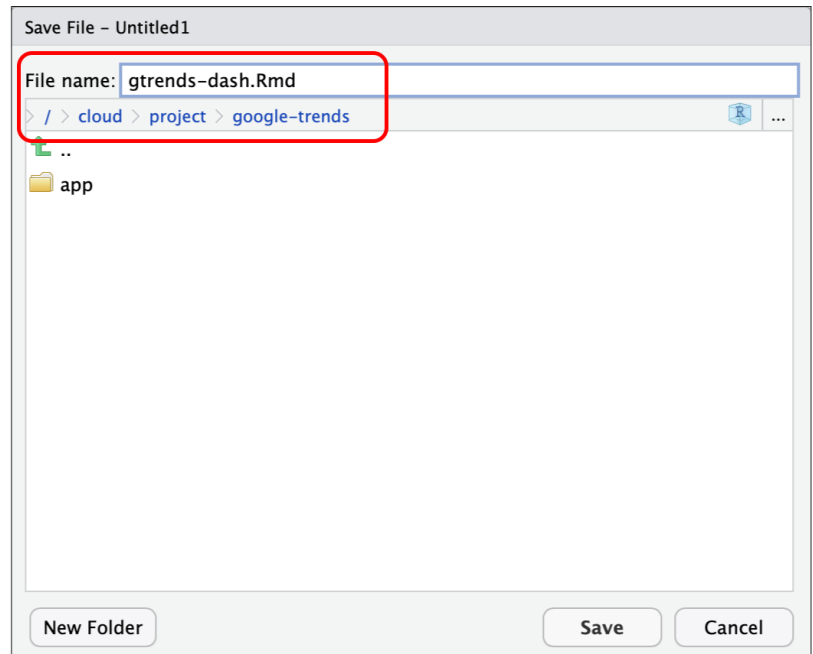 Save File – Untitled1
File name: gtrends-dash.Rmd
> / > cloud > project > google-trends R ...
..
app
New Folder Save Cancel